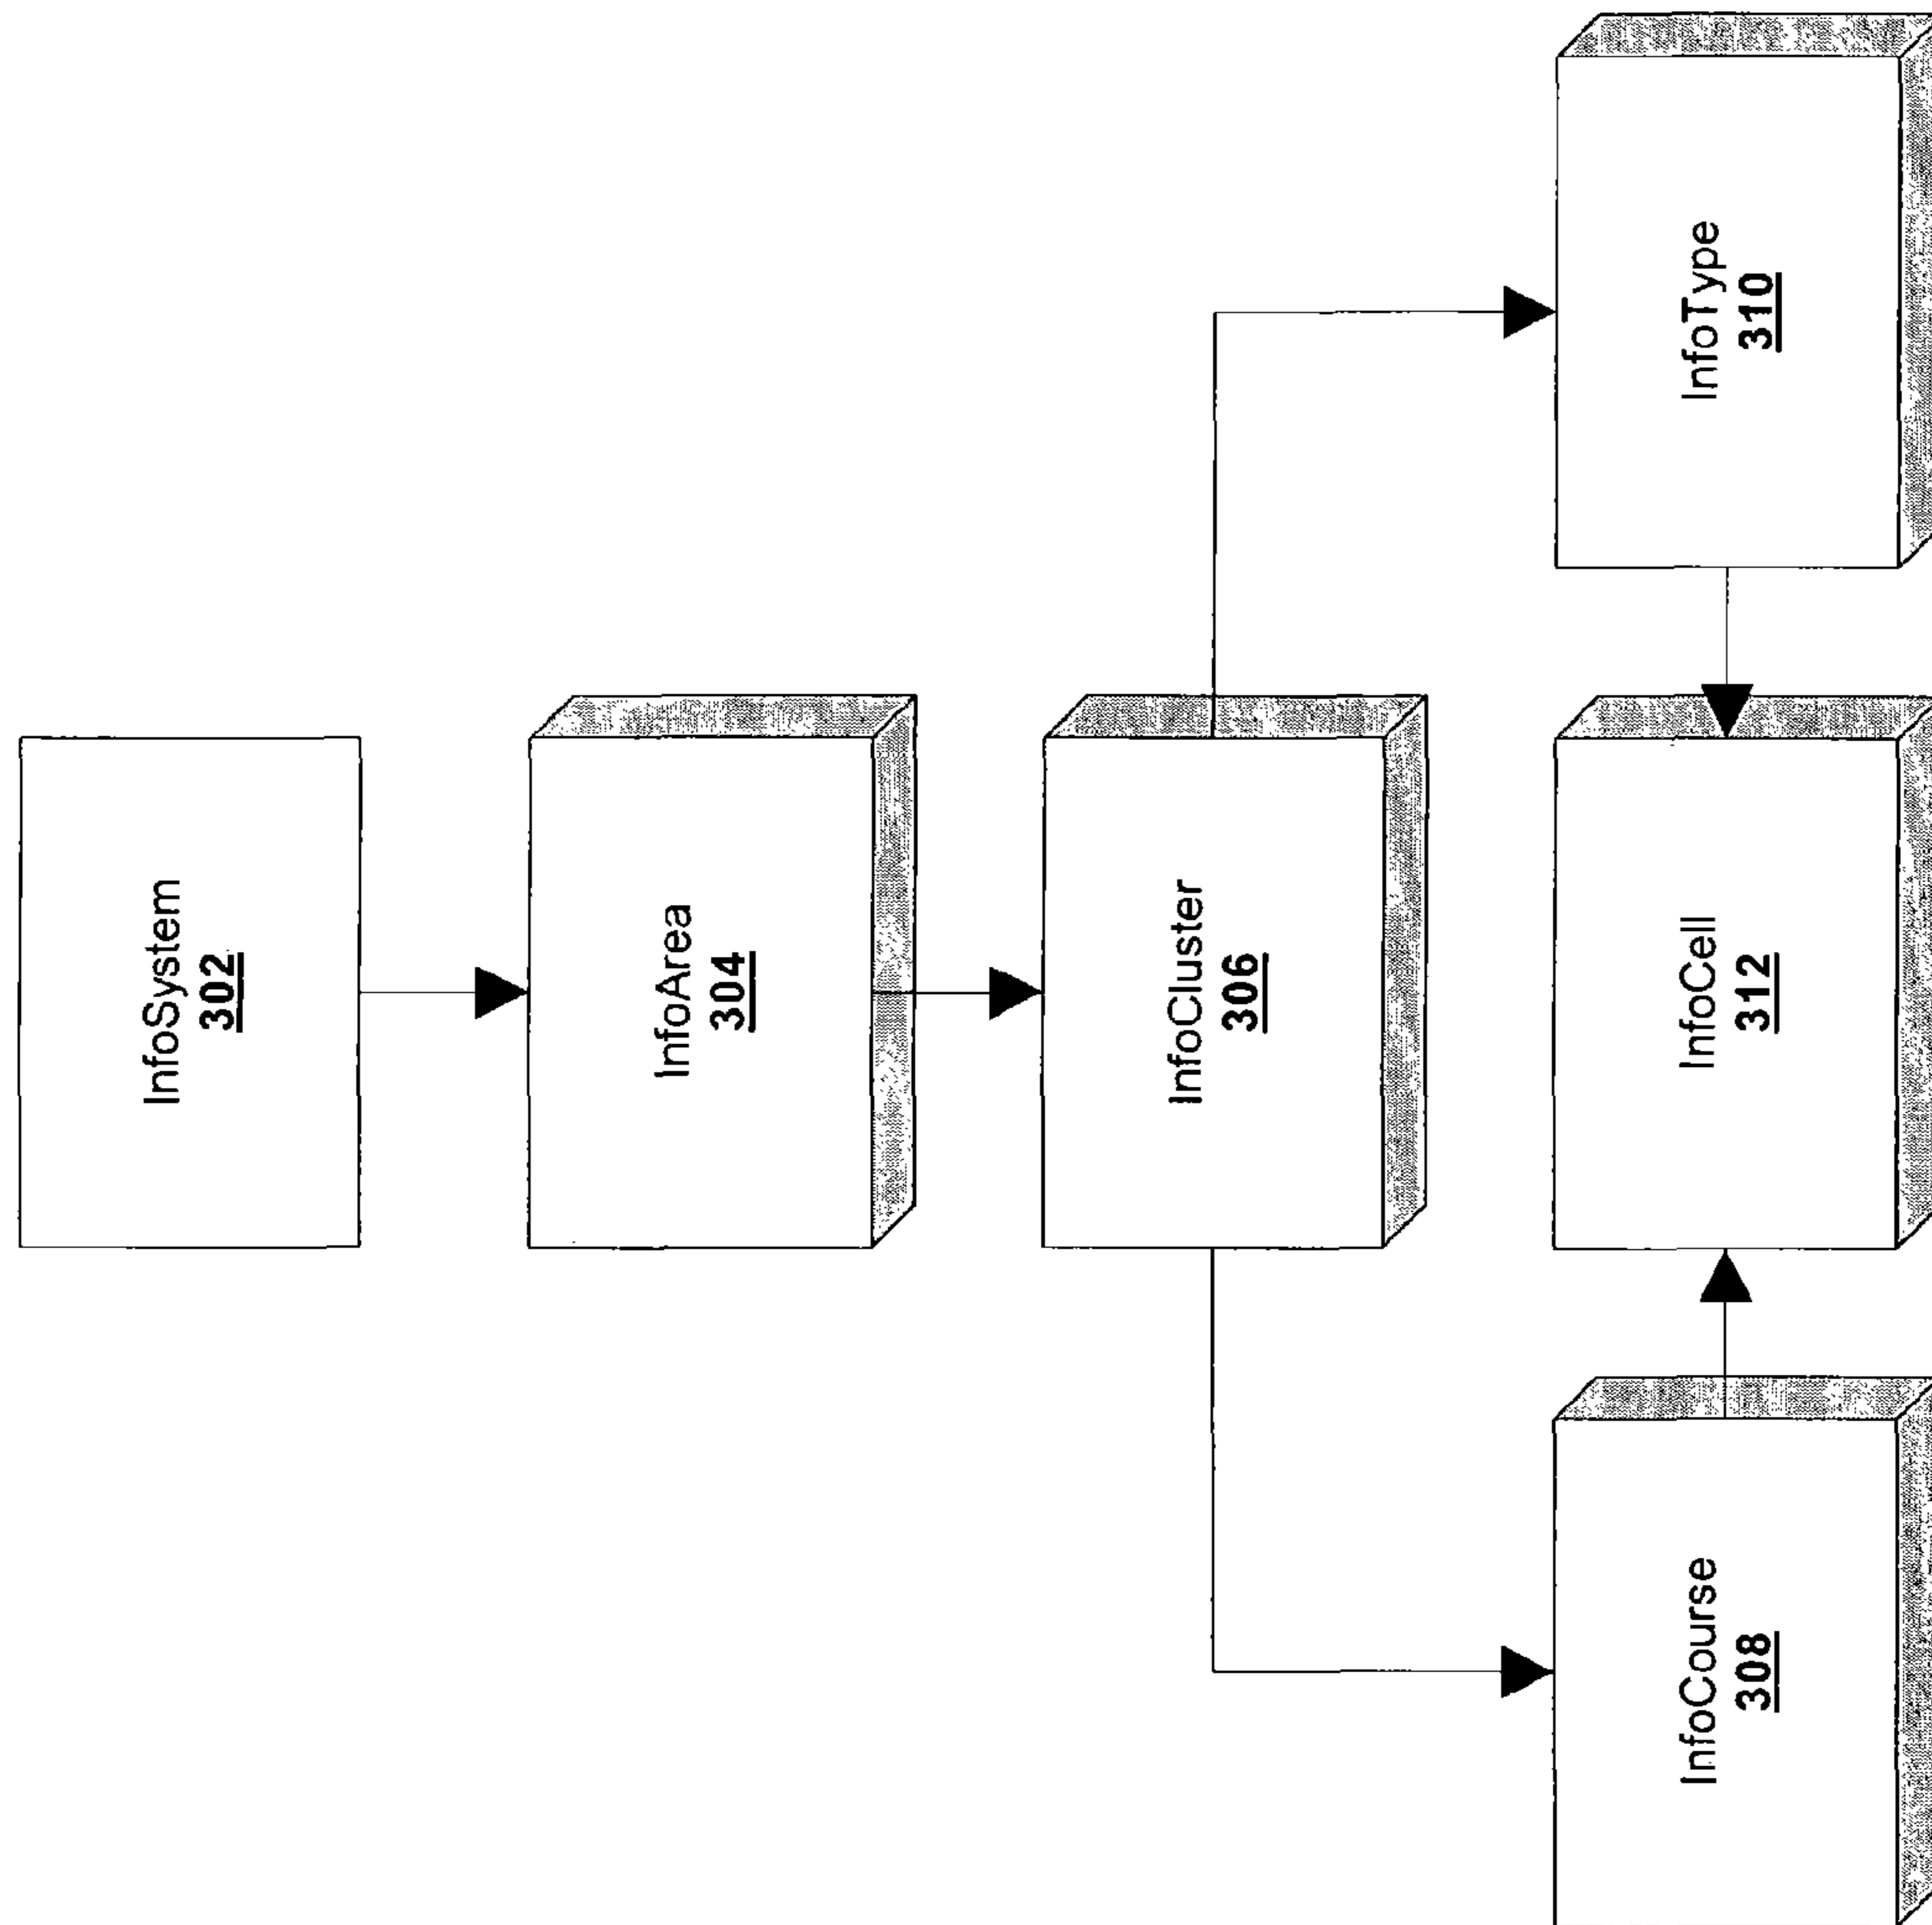 InfoSystem
302
InfoArea
304
InfoCluster
306
InfoCourse
308
InfoCell
312
InfoType
310